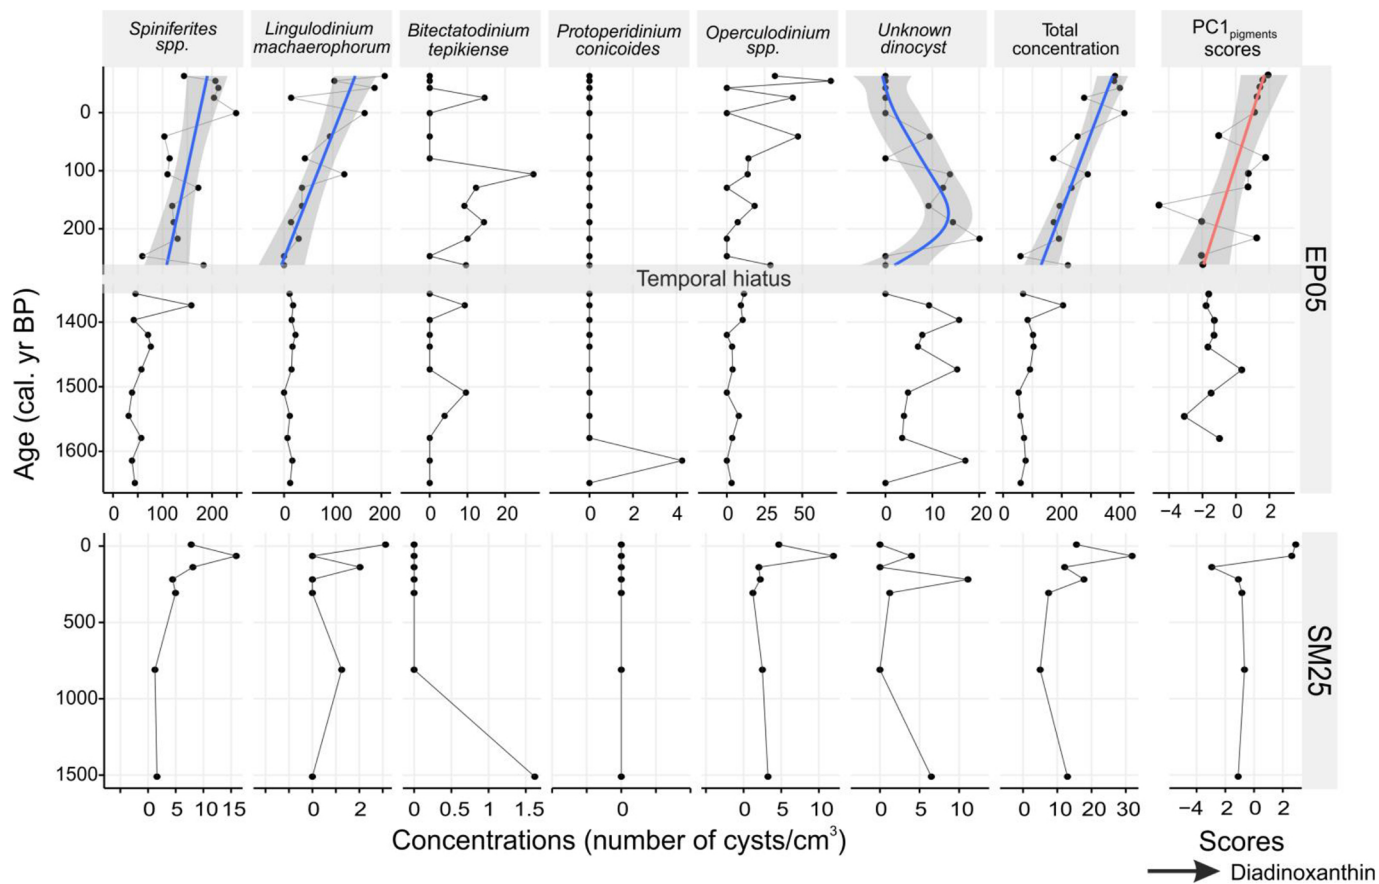 Spiniferites spp.
Lingulodinium machaerophorum
Bitectatodinium tepikiense
Protoperidinium conicoides
Operculodinium spp.
Unknown dinocyst
Total concentration
PC1pigments scores
0
100
200
Temporal hiatus
1400
1500
1600
Age (cal. yr BP)
EP05
0 100 200
0 100 200
0 10 20
0 2 4
0 25 50
0 10 20
0 200 400
−4 −2 0 2
0
500
1000
1500
SM25
0 5 10 15
0 2
0 0.5 1 1.5
0
0 5 10
0 5 10
0 10 20 30
−4 −2 0 2
Concentrations (number of cysts/cm3)
Scores
Diadinoxanthin